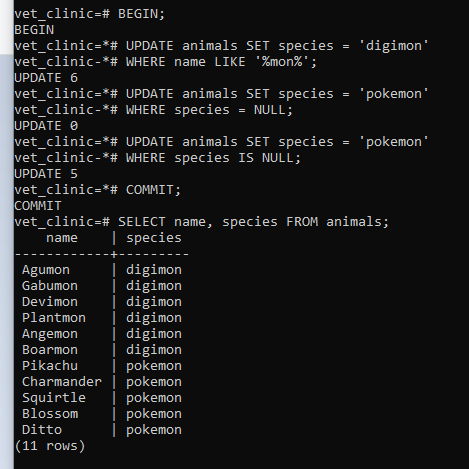 vet_clinic=# BEGIN;
BEGIN
vet_clinic=*# UPDATE animals SET species = 'digimon'
vet_clinic-*# WHERE name LIKE '%mon%';
UPDATE 6
vet_clinic=*# UPDATE animals SET species = 'pokemon'
vet_clinic-*# WHERE species = NULL;
UPDATE 0
vet_clinic=*# UPDATE animals SET species = 'pokemon'
vet_clinic-*# WHERE species IS NULL;
UPDATE 5
vet_clinic=*# COMMIT;
COMMIT
vet_clinic=# SELECT name, species FROM animals;
    name    | species
------------+---------
 Agumon     | digimon
 Gabumon    | digimon
 Devimon    | digimon
 Plantmon   | digimon
 Angemon    | digimon
 Boarmon    | digimon
 Pikachu    | pokemon
 Charmander | pokemon
 Squirtle   | pokemon
 Blossom    | pokemon
 Ditto      | pokemon
(11 rows)